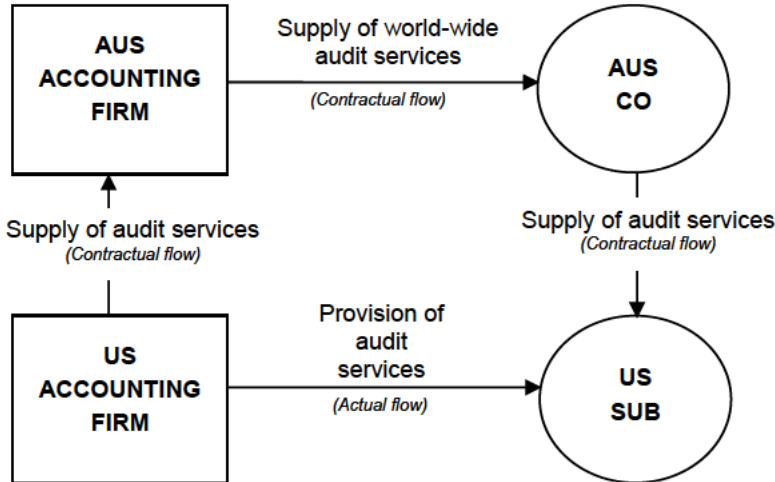 AUS
ACCOUNTING
FIRM
Supply of world-wide
audit services
(Contractual flow)
AUS
CO
Supply of audit services
(Contractual flow)
Supply of audit services
(Contractual flow)
US
ACCOUNTING
FIRM
Provision of
audit
services
(Actual flow)
US
SUB